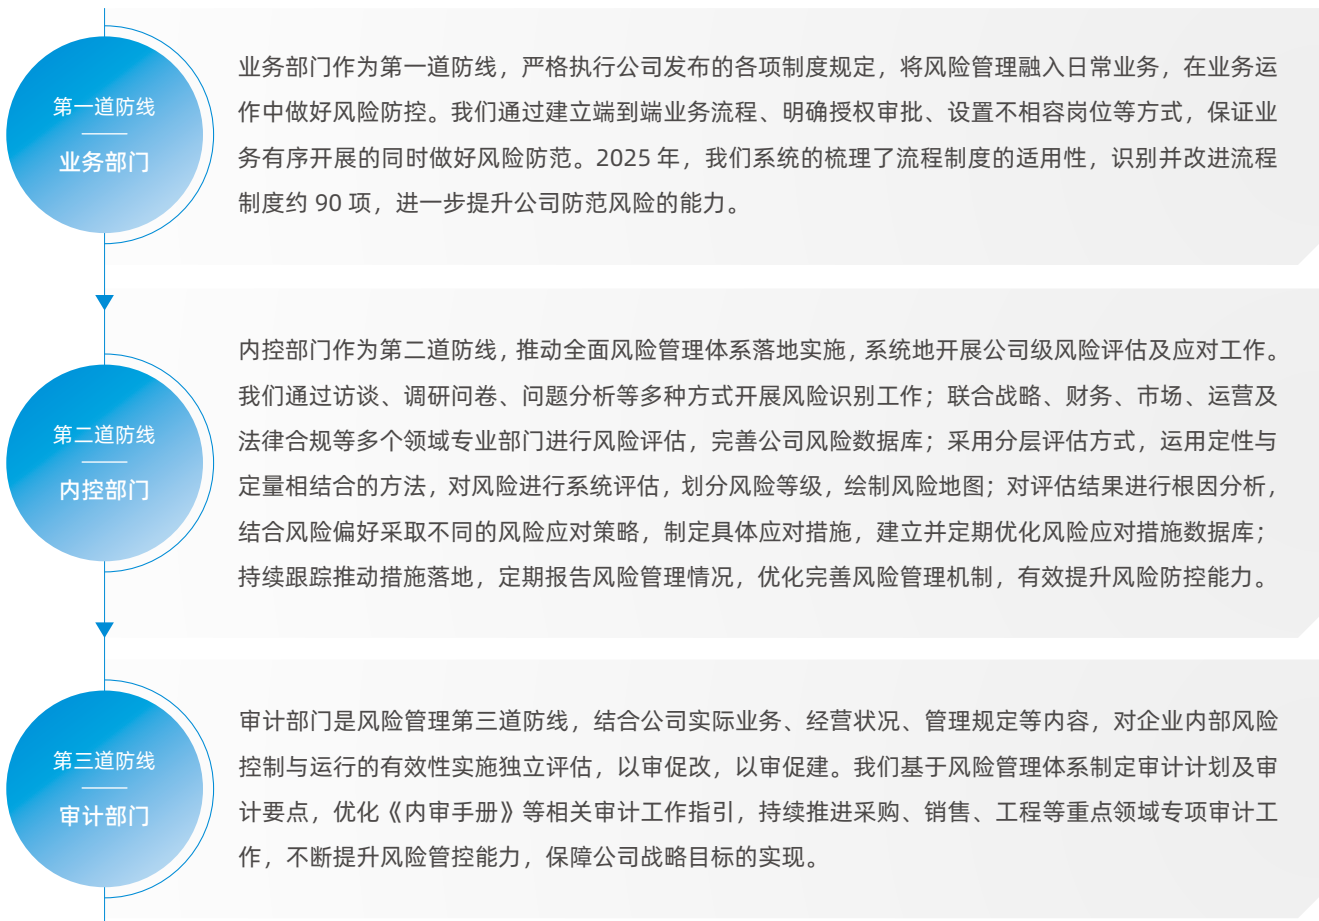 第一道防线
业务部门
业务部门作为第一道防线，严格执行公司发布的各项制度规定，将风险管理融入日常业务，在业务运
作中做好风险防控。我们通过建立端到端业务流程、明确授权审批、设置不相容岗位等方式，保证业
务有序开展的同时做好风险防范。2025 年，我们系统的梳理了流程制度的适用性，识别并改进流程
制度约 90 项，进一步提升公司防范风险的能力。
第二道防线
内控部门
内控部门作为第二道防线，推动全面风险管理体系落地实施，系统地开展公司级风险评估及应对工作。
我们通过访谈、调研问卷、问题分析等多种方式开展风险识别工作；联合战略、财务、市场、运营及
法律合规等多个领域专业部门进行风险评估，完善公司风险数据库；采用分层评估方式，运用定性与
定量相结合的方法，对风险进行系统评估，划分风险等级，绘制风险地图；对评估结果进行根因分析，
结合风险偏好采取不同的风险应对策略，制定具体应对措施，建立并定期优化风险应对措施数据库；
持续跟踪推动措施落地，定期报告风险管理情况，优化完善风险管理机制，有效提升风险防控能力。
第三道防线
审计部门
审计部门是风险管理第三道防线，结合公司实际业务、经营状况、管理规定等内容，对企业内部风险
控制与运行的有效性实施独立评估，以审促改，以审促建。我们基于风险管理体系制定审计计划及审
计要点，优化《内审手册》等相关审计工作指引，持续推进采购、销售、工程等重点领域专项审计工
作，不断提升风险管控能力，保障公司战略目标的实现。